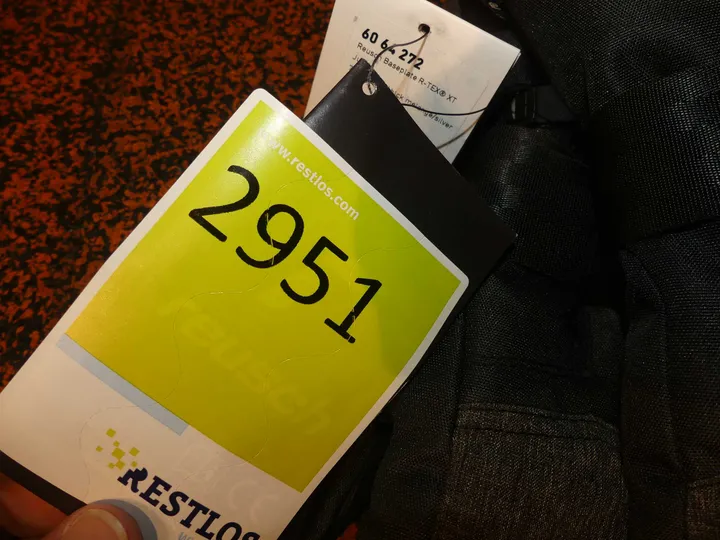 60 64 272
Reusch Baseplate R-TEX® XT
www.restlos.com
2951
reusch
RESTLOS